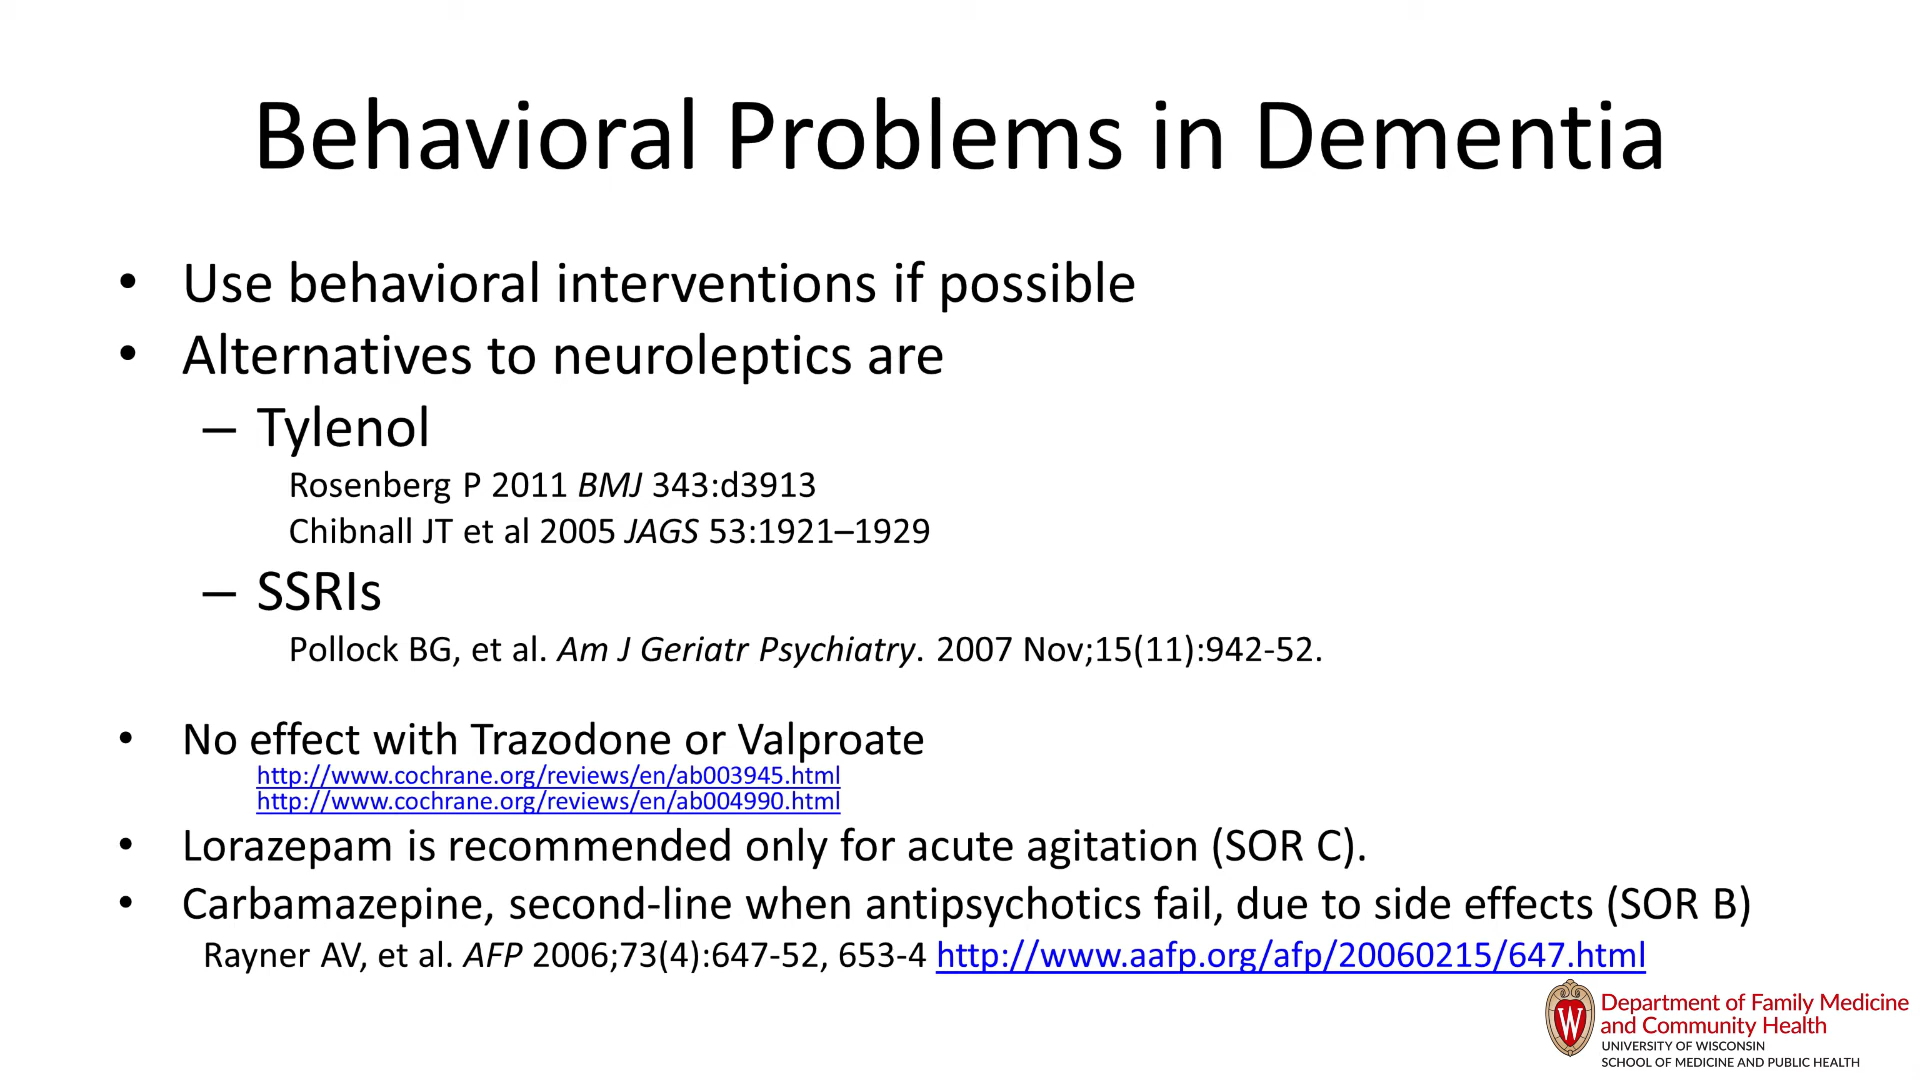 Behavioral Problems in Dementia
• Use behavioral interventions if possible
• Alternatives to neuroleptics are
– Tylenol
Rosenberg P 2011 BMJ 343:d3913
Chibnall JT et al 2005 JAGS 53:1921–1929
– SSRIs
Pollock BG, et al. Am J Geriatr Psychiatry. 2007 Nov;15(11):942-52.
• No effect with Trazodone or Valproate
http://www.cochrane.org/reviews/en/ab003945.html
http://www.cochrane.org/reviews/en/ab004990.html
• Lorazepam is recommended only for acute agitation (SOR C).
• Carbamazepine, second-line when antipsychotics fail, due to side effects (SOR B)
Rayner AV, et al. AFP 2006;73(4):647-52, 653-4 http://www.aafp.org/afp/20060215/647.html
W
Department of Family Medicine
and Community Health
UNIVERSITY OF WISCONSIN
SCHOOL OF MEDICINE AND PUBLIC HEALTH